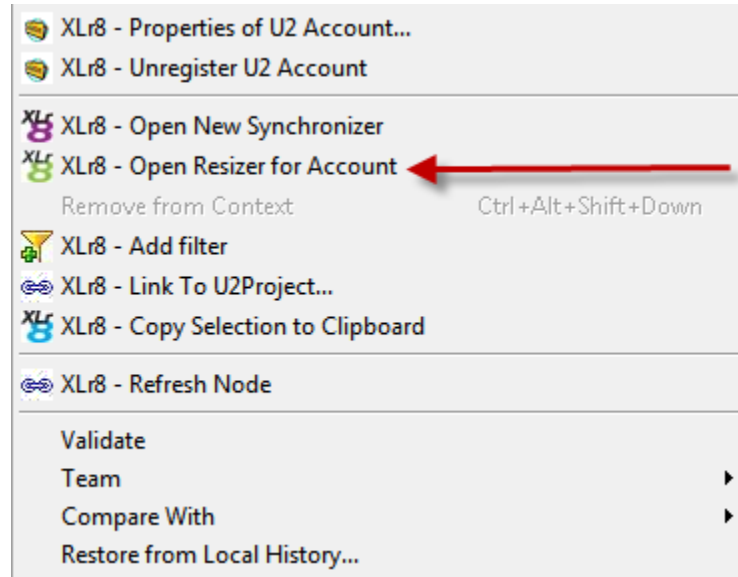 XLr8 - Properties of U2 Account...
XLr8 - Unregister U2 Account
XLr8 - Open New Synchronizer
XLr8 - Open Resizer for Account
Remove from Context Ctrl+Alt+Shift+Down
XLr8 - Add filter
XLr8 - Link To U2Project...
XLr8 - Copy Selection to Clipboard
XLr8 - Refresh Node
Validate
Team
Compare With
Restore from Local History...